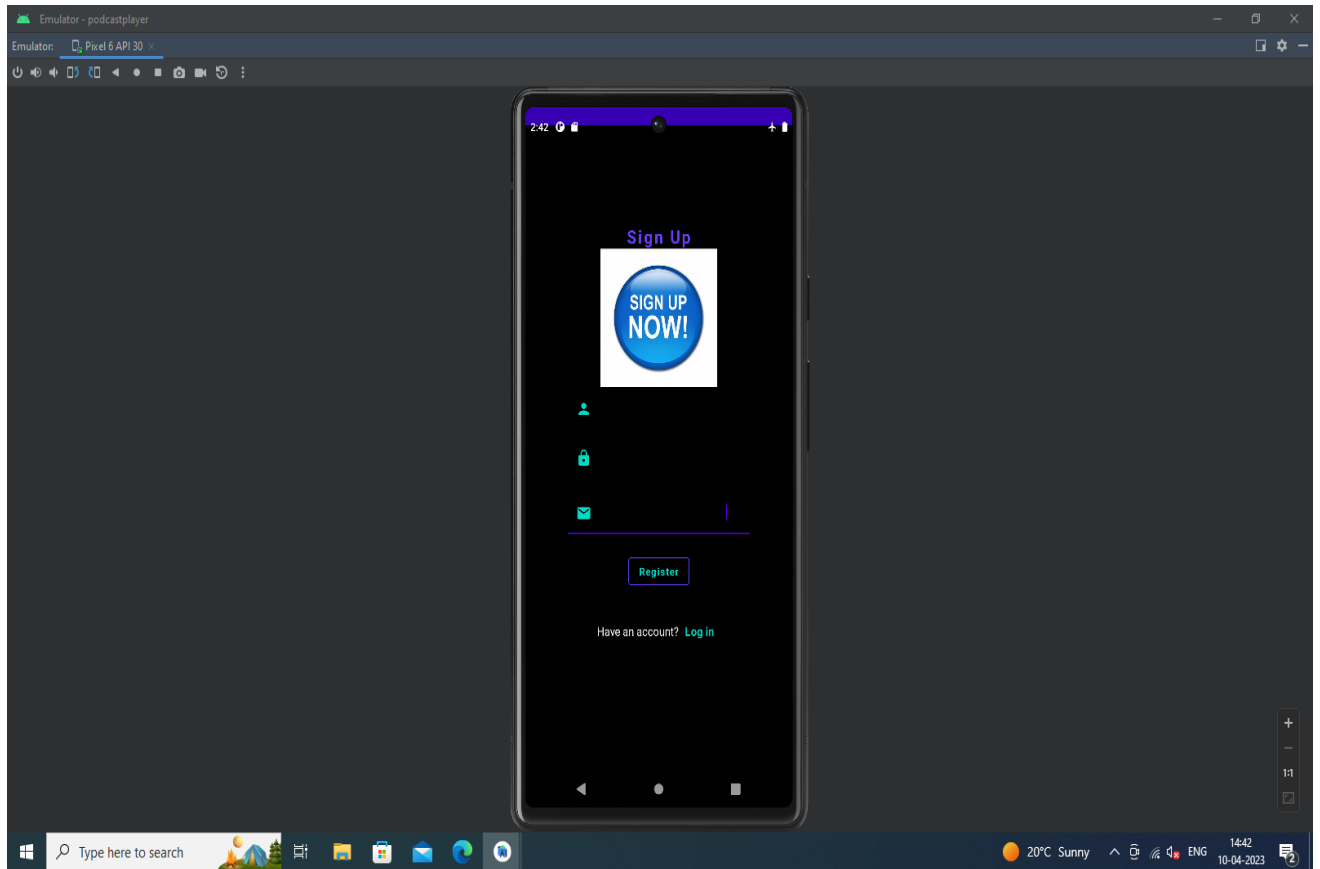 Emulator - podcastplayer
Emulator: Pixel 6 API 30
2:42
Sign Up
SIGN UP
NOW!
Register
Have an account? Log in
1:1
Type here to search
20°C Sunny
ENG
14:42
10-04-2023
2